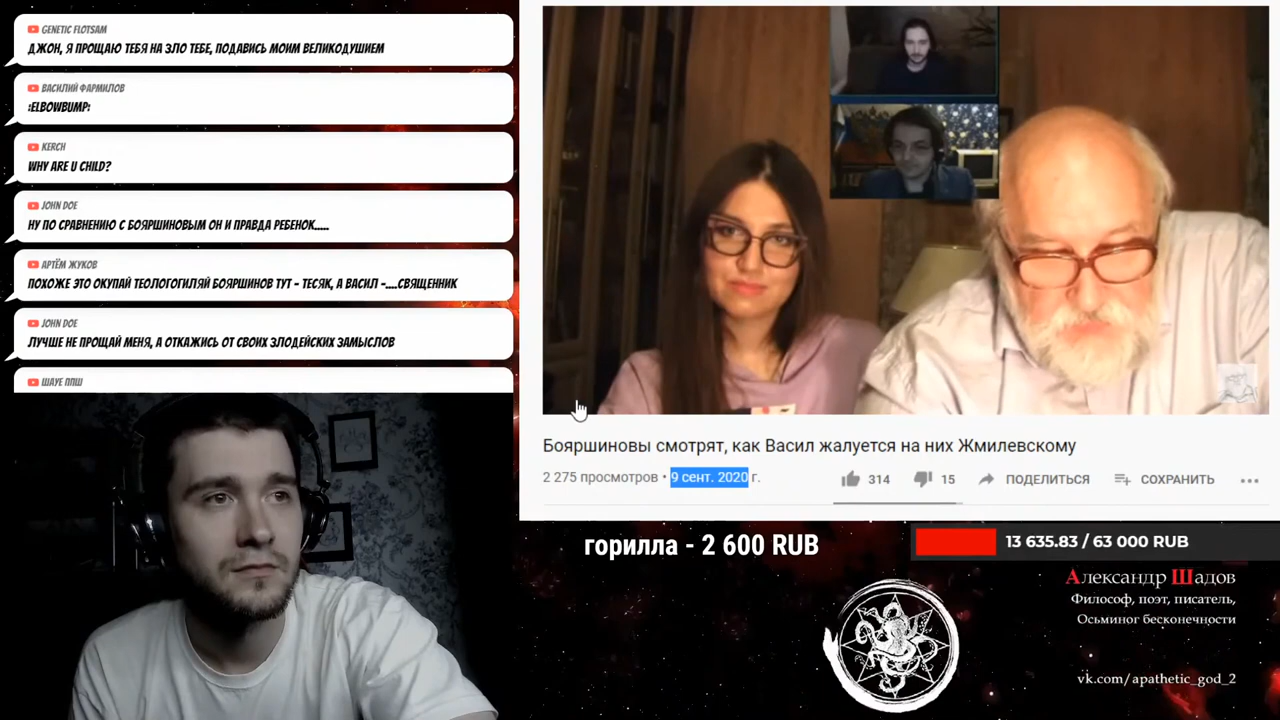 GENETIC FLOTSAM
ДЖОН, Я ПРОЩАЮ ТЕБЯ НА ЗЛО ТЕБЕ, ПОДАВИСЬ МОИМ ВЕЛИКОДУШИЕМ
ВАСИЛИЙ ФАРМИЛОВ
:ELBOWBUMP:
KERCH
WHY ARE U CHILD?
JOHN DOE
НУ ПО СРАВНЕНИЮ С БОЯРШИНОВЫМ ОН И ПРАВДА РЕБЕНОК.....
АРТЁМ ЖУКОВ
ПОХОЖЕ ЭТО ОКУПАЙ ТЕОЛОГОГИЛЯЙ БОЯРШИНОВ ТУТ - ТЕСЯК, А ВАСИЛ -....СВЯЩЕННИК
JOHN DOE
ЛУЧШЕ НЕ ПРОЩАЙ МЕНЯ, А ОТКАЖИСЬ ОТ СВОИХ ЗЛОДЕЙСКИХ ЗАМЫСЛОВ
ШАУЕ ППШ
Бояршиновы смотрят, как Васил жалуется на них Жмилевскому
2 275 просмотров • 9 сент. 2020 г.
314
15
ПОДЕЛИТЬСЯ
СОХРАНИТЬ
горилла - 2 600 RUB
13 635.83 / 63 000 RUB
Александр Шадов
Философ, поэт, писатель,
Осьминог бесконечности
vk.com/apathetic_god_2